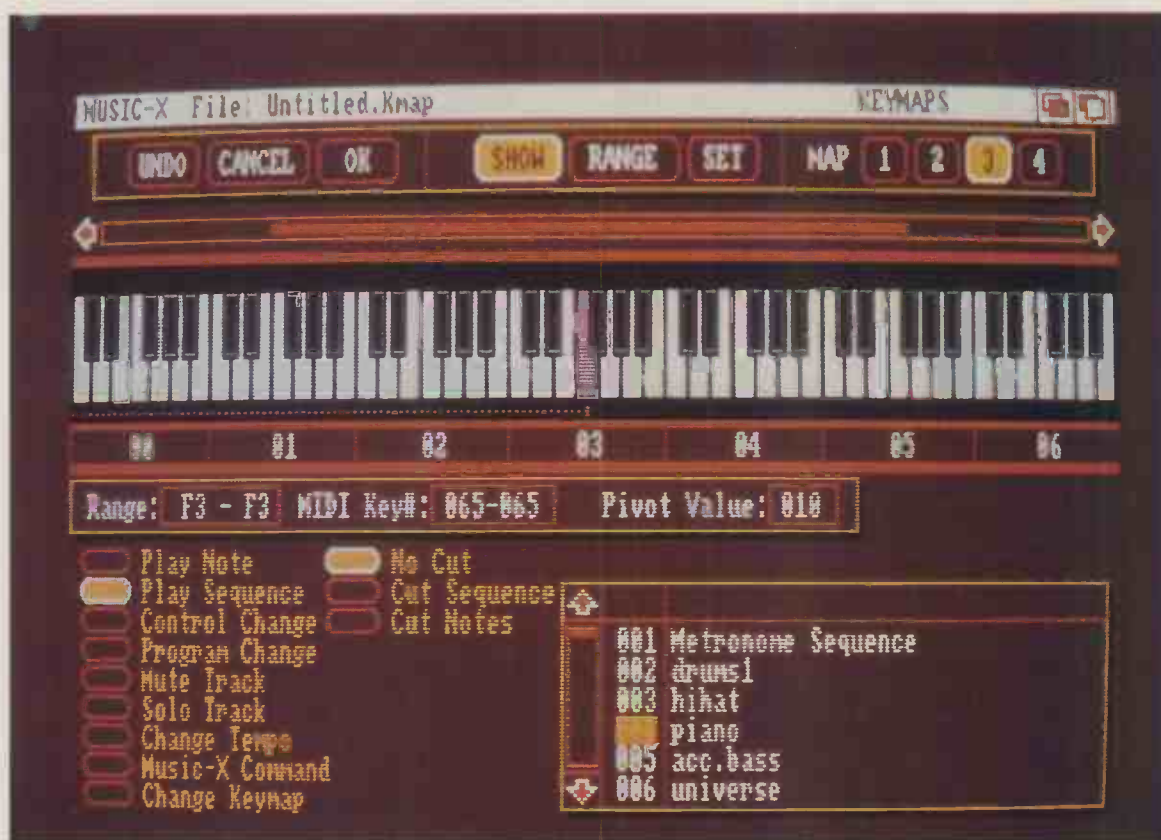 MUSIC-X File: Untitled.Kmap KEYMAPS
UNDO CANCEL OK SHOW RANGE SET MAP 1 2 3 4
00 01 02 03 04 05 06
Range: F3 - F3 MIDI Key#: 065-065 Pivot Value: 010
Play Note
Play Sequence
Control Change
Program Change
Mute Track
Solo Track
Change Tempo
Music-X Command
Change Keymap
No Cut
Cut Sequence
Cut Notes
001 Metronome Sequence
002 drums1
003 hihat
piano
005 acc.bass
006 universe